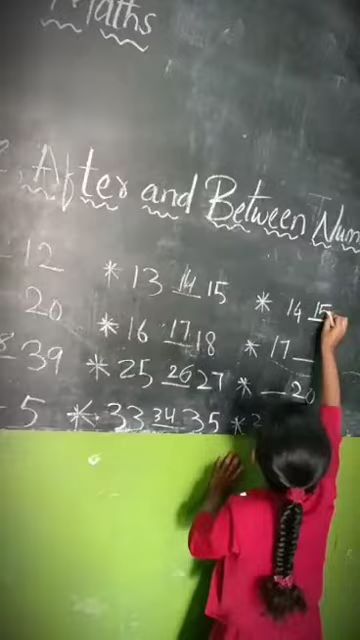 Maths
After and Between Num
12 * 13 14 15 * 14 15
20 * 16 17 18 * 17 __
39 * 25 26 27 * __ 20
5 * 33 34 35 *